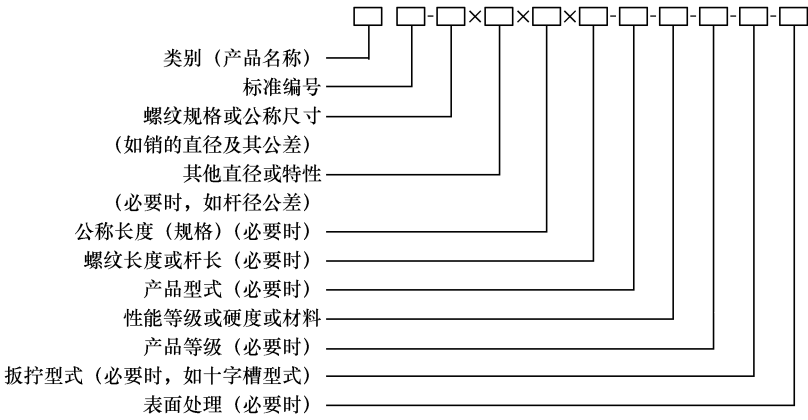 类别（产品名称）
标准编号
螺纹规格或公称尺寸
（如销的直径及其公差）
其他直径或特性
（必要时，如杆径公差）
公称长度（规格）（必要时）
螺纹长度或杆长（必要时）
产品型式（必要时）
性能等级或硬度或材料
产品等级（必要时）
扳拧型式（必要时，如十字槽型式）
表面处理（必要时）